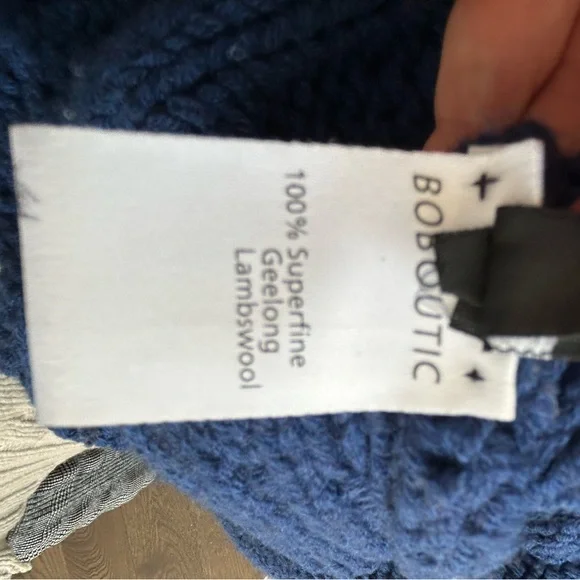 BOBOUTIC
100% Superfine
Geelong
Lambswool